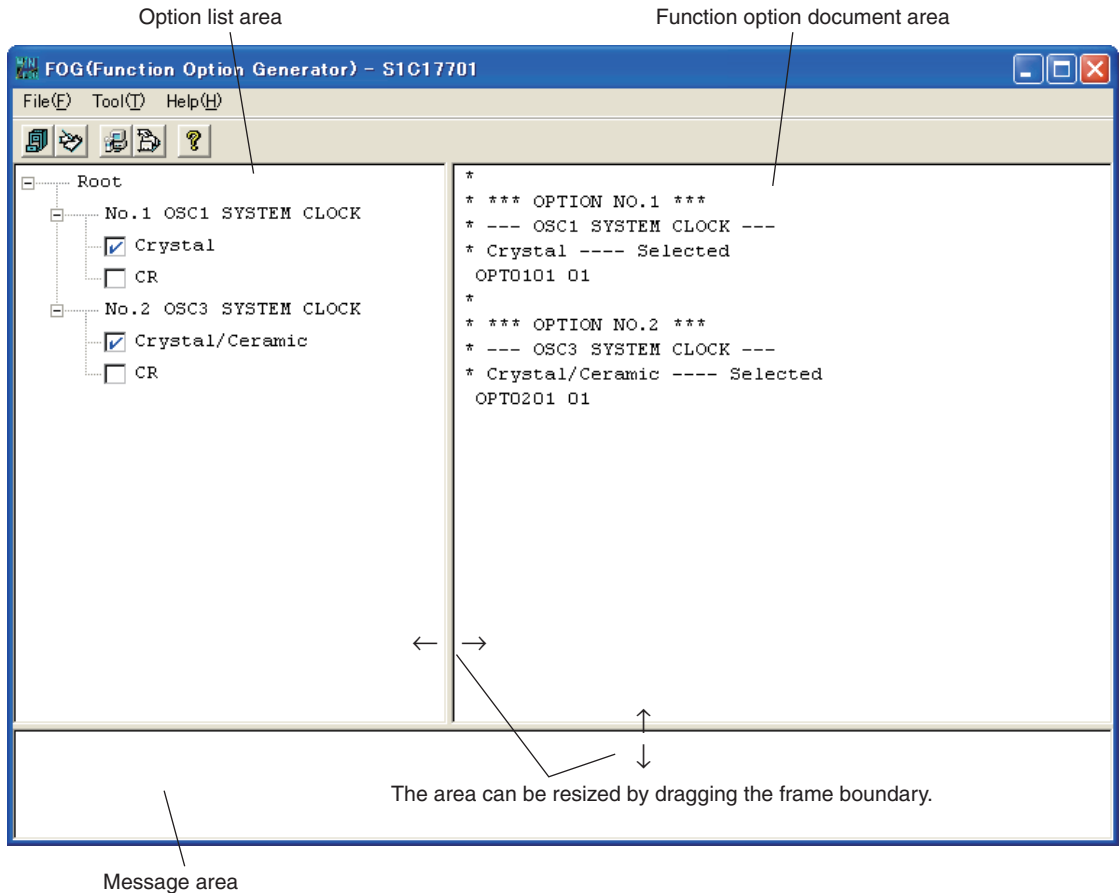 Option list area
Function option document area
FOG(Function Option Generator) - S1C17701
File(F) Tool(T) Help(H)
Root
No.1 OSC1 SYSTEM CLOCK
Crystal
CR
No.2 OSC3 SYSTEM CLOCK
Crystal/Ceramic
CR
*
* *** OPTION NO.1 ***
* --- OSC1 SYSTEM CLOCK ---
* Crystal ---- Selected
OPT0101 01
*
* *** OPTION NO.2 ***
* --- OSC3 SYSTEM CLOCK ---
* Crystal/Ceramic ---- Selected
OPT0201 01
The area can be resized by dragging the frame boundary.
Message area